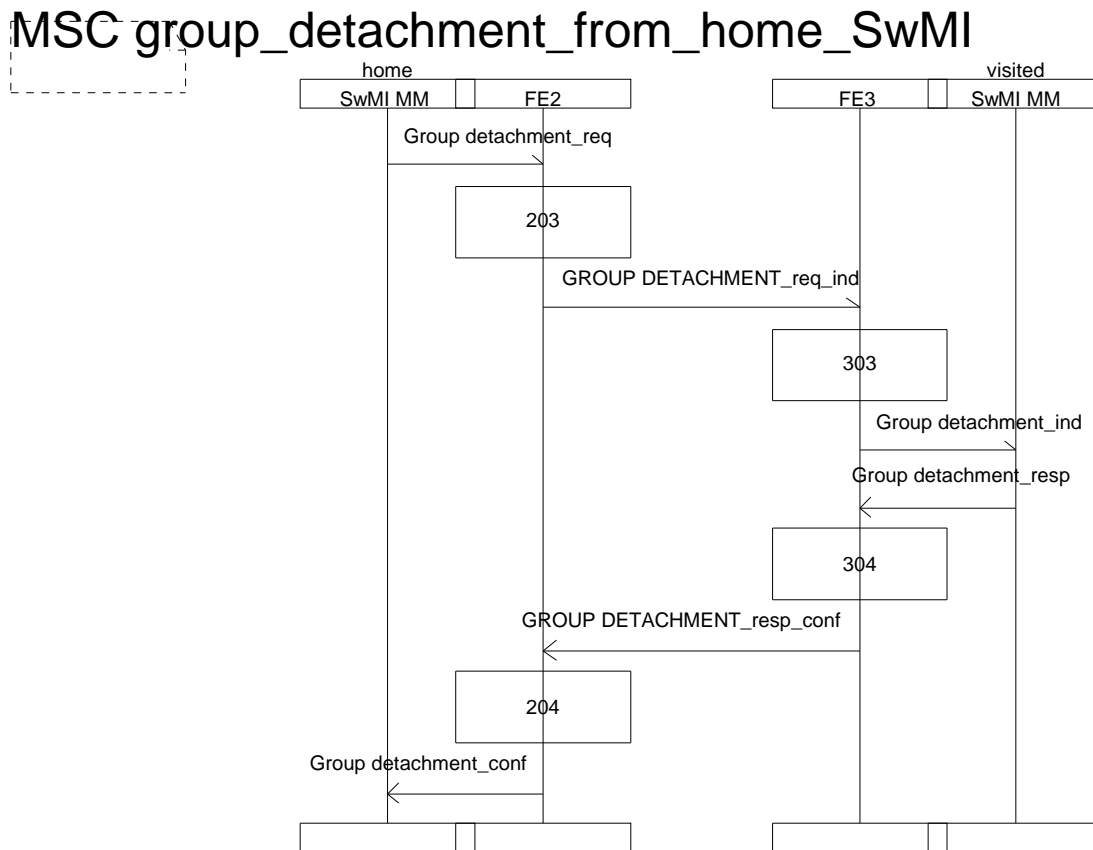 MSC group_detachment_from_home_SwMI
home visited
SwMI MM FE2 FE3 SwMI MM
Group detachment_req
203
GROUP DETACHMENT_req_ind
303
Group detachment_ind
Group detachment_resp
304
GROUP DETACHMENT_resp_conf
204
Group detachment_conf